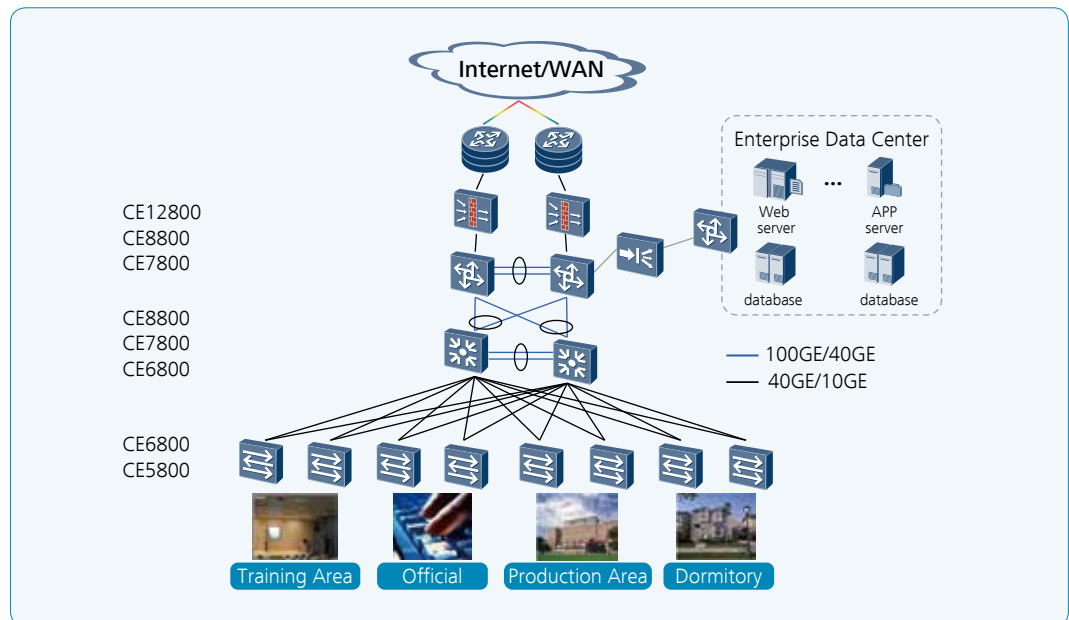 Internet/WAN
Enterprise Data Center
...
Web
server
APP
server
database
database
CE12800
CE8800
CE7800
CE8800
CE7800
CE6800
100GE/40GE
40GE/10GE
CE6800
CE5800
Training Area
Official
Production Area
Dormitory